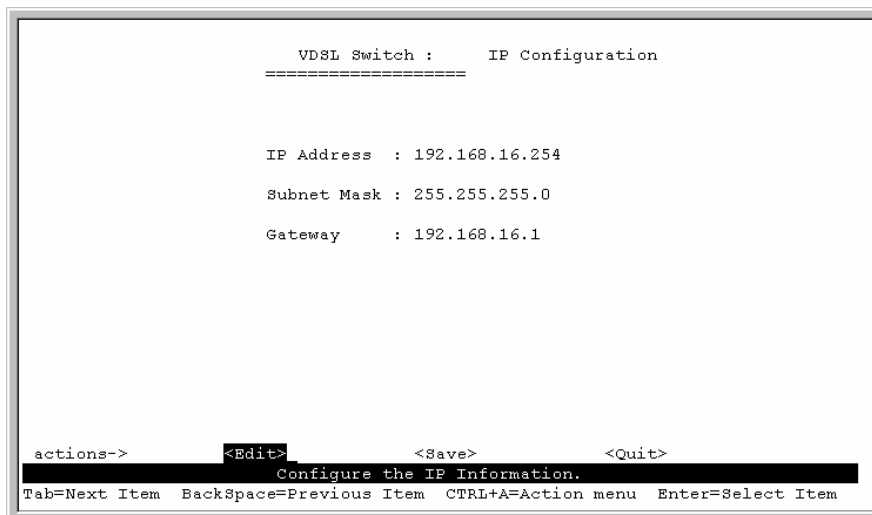 VDSL Switch : IP Configuration
===================
IP Address : 192.168.16.254
Subnet Mask : 255.255.255.0
Gateway : 192.168.16.1
actions-> <Edit> <Save> <Quit>
Configure the IP Information.
Tab=Next Item BackSpace=Previous Item CTRL+A=Action menu Enter=Select Item